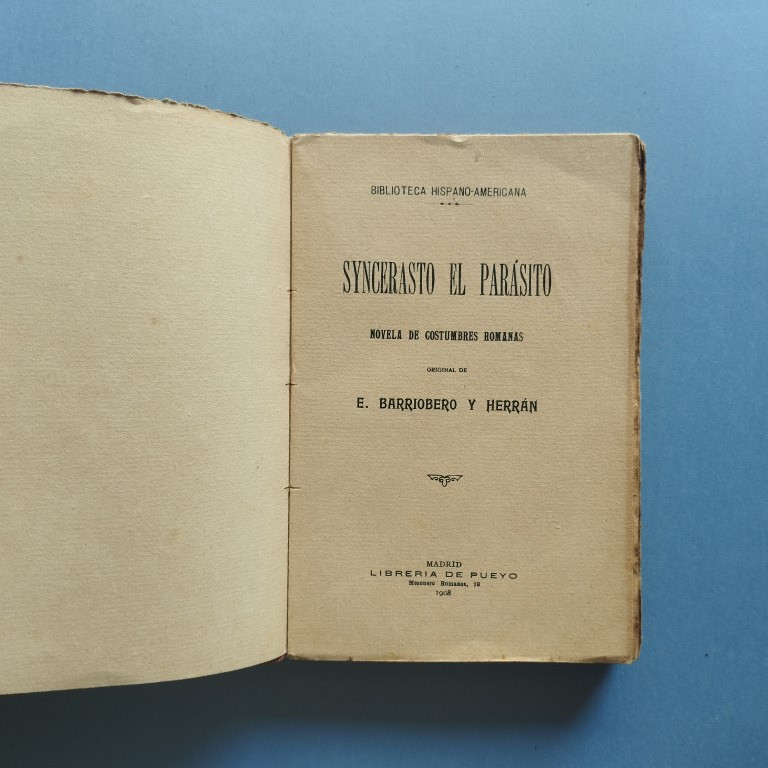 BIBLIOTECA HISPANO-AMERICANA
SYNCERASTO EL PARÁSITO
NOVELA DE COSTUMBRES ROMANAS
ORIGINAL DE
E. BARRIOBERO Y HERRÁN
MADRID
LIBRERIA DE PUEYO
Mesonero Romanos, 10
1908